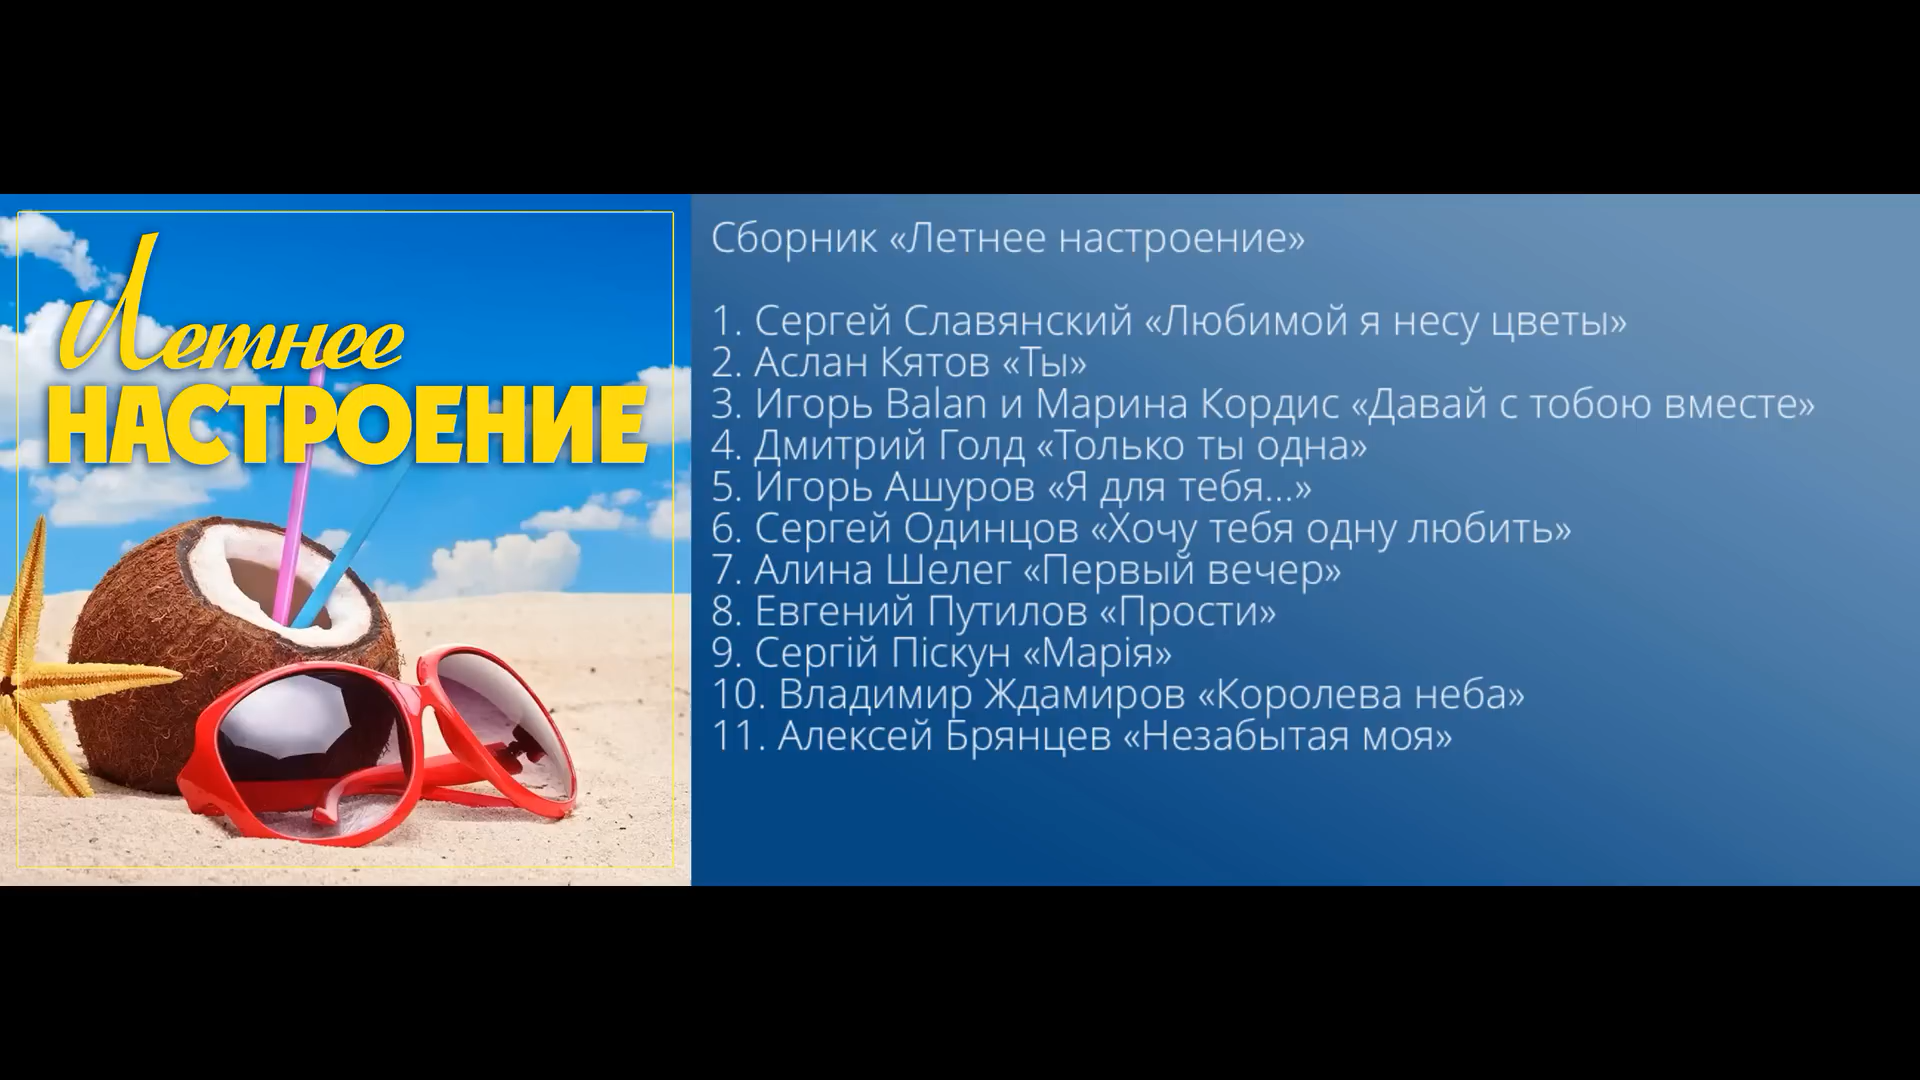 Летнее
НАСТРОЕНИЕ
Сборник «Летнее настроение»
1. Сергей Славянский «Любимой я несу цветы»
2. Аслан Кятов «Ты»
3. Игорь Balan и Марина Кордис «Давай с тобою вместе»
4. Дмитрий Голд «Только ты одна»
5. Игорь Ашуров «Я для тебя...»
6. Сергей Одинцов «Хочу тебя одну любить»
7. Алина Шелег «Первый вечер»
8. Евгений Путилов «Прости»
9. Сергій Піскун «Марія»
10. Владимир Ждамиров «Королева неба»
11. Алексей Брянцев «Незабытая моя»